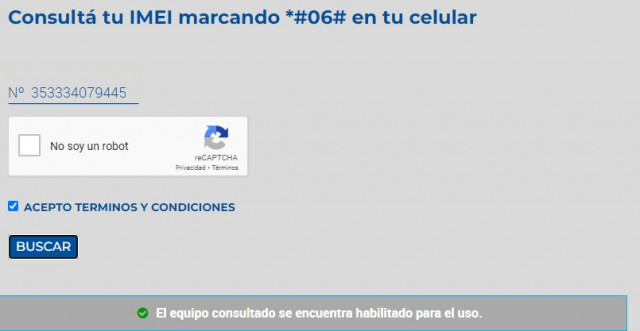 Consultá tu IMEI marcando *#06# en tu celular
Nº 353334079445
No soy un robot
reCAPTCHA
Privacidad - Términos
ACEPTO TERMINOS Y CONDICIONES
BUSCAR
El equipo consultado se encuentra habilitado para el uso.